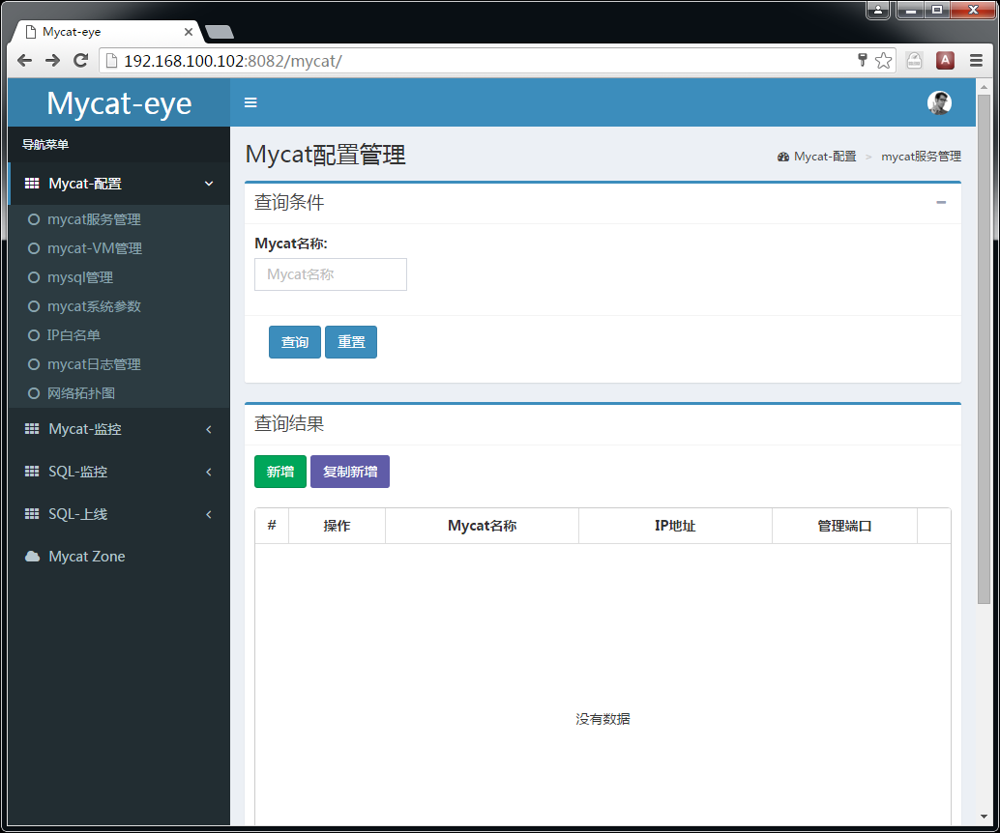 Mycat-eye
192.168.100.102:8082/mycat/
A
Mycat-eye
导航菜单
Mycat-配置
mycat服务管理
mycat-VM管理
mysql管理
mycat系统参数
IP白名单
mycat日志管理
网络拓扑图
Mycat-监控
SQL-监控
SQL-上线
Mycat Zone
Mycat配置管理
Mycat-配置 > mycat服务管理
查询条件
Mycat名称:
Mycat名称
查询 重置
查询结果
新增 复制新增
# 操作 Mycat名称 IP地址 管理端口
没有数据